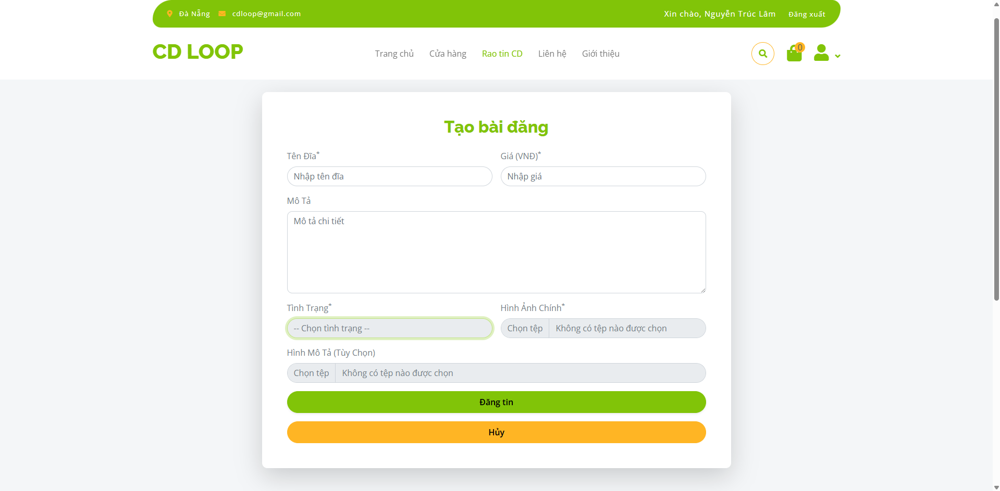 Đà Nẵng cdloop@gmail.com Xin chào, Nguyễn Trúc Lâm Đăng xuất
CD LOOP Trang chủ Cửa hàng Rao tin CD Liên hệ Giới thiệu 0
Tạo bài đăng
Tên Đĩa* Giá (VNĐ)*
Nhập tên đĩa Nhập giá
Mô Tả
Mô tả chi tiết
Tình Trạng* Hình Ảnh Chính*
-- Chọn tình trạng -- Chọn tệp Không có tệp nào được chọn
Hình Mô Tả (Tùy Chọn)
Chọn tệp Không có tệp nào được chọn
Đăng tin
Hủy